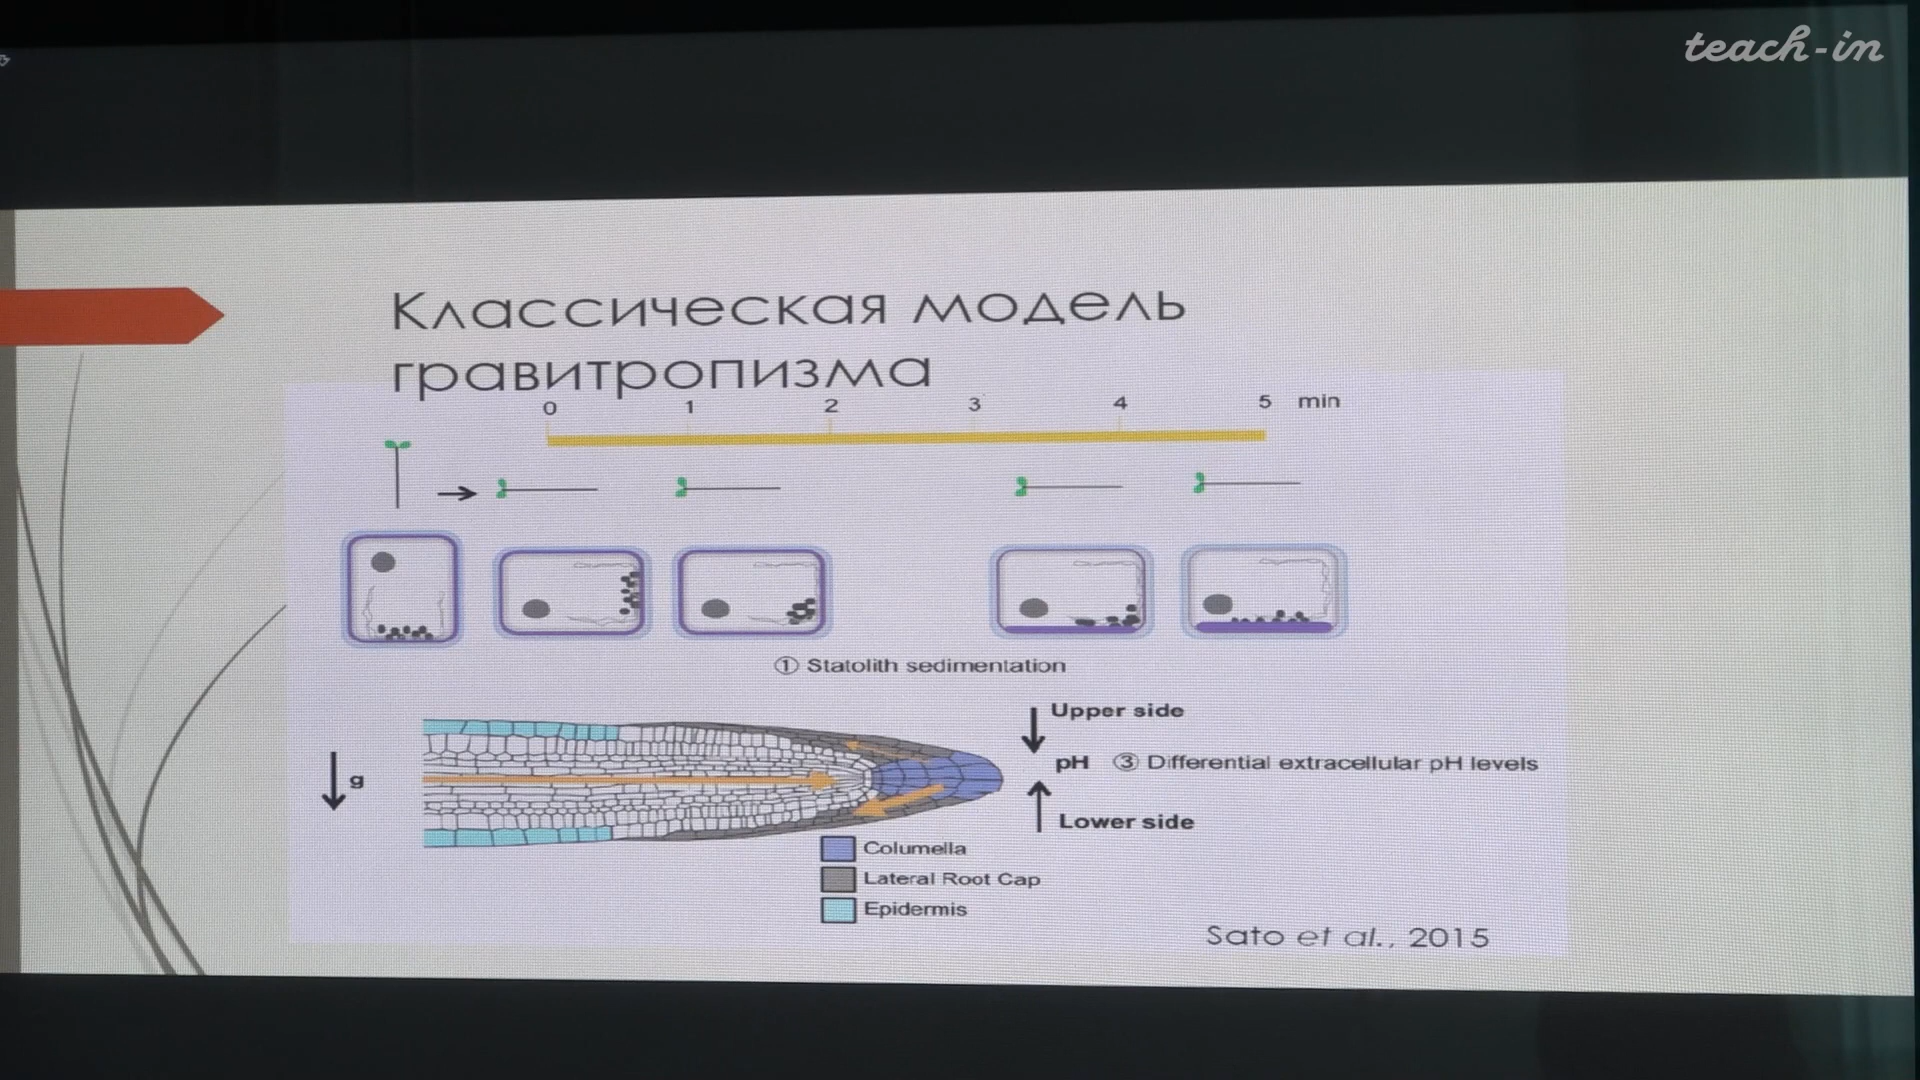 teach-in
Классическая модель
гравитропизма
0 1 2 3 4 5 min
① Statolith sedimentation
Upper side
g
pH ③ Differential extracellular pH levels
Lower side
Columella
Lateral Root Cap
Epidermis
Sato et al., 2015